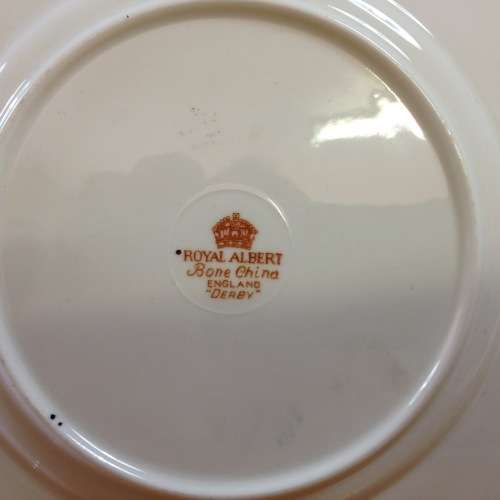 ROYAL ALBERT
Bone China
ENGLAND
"DERBY"